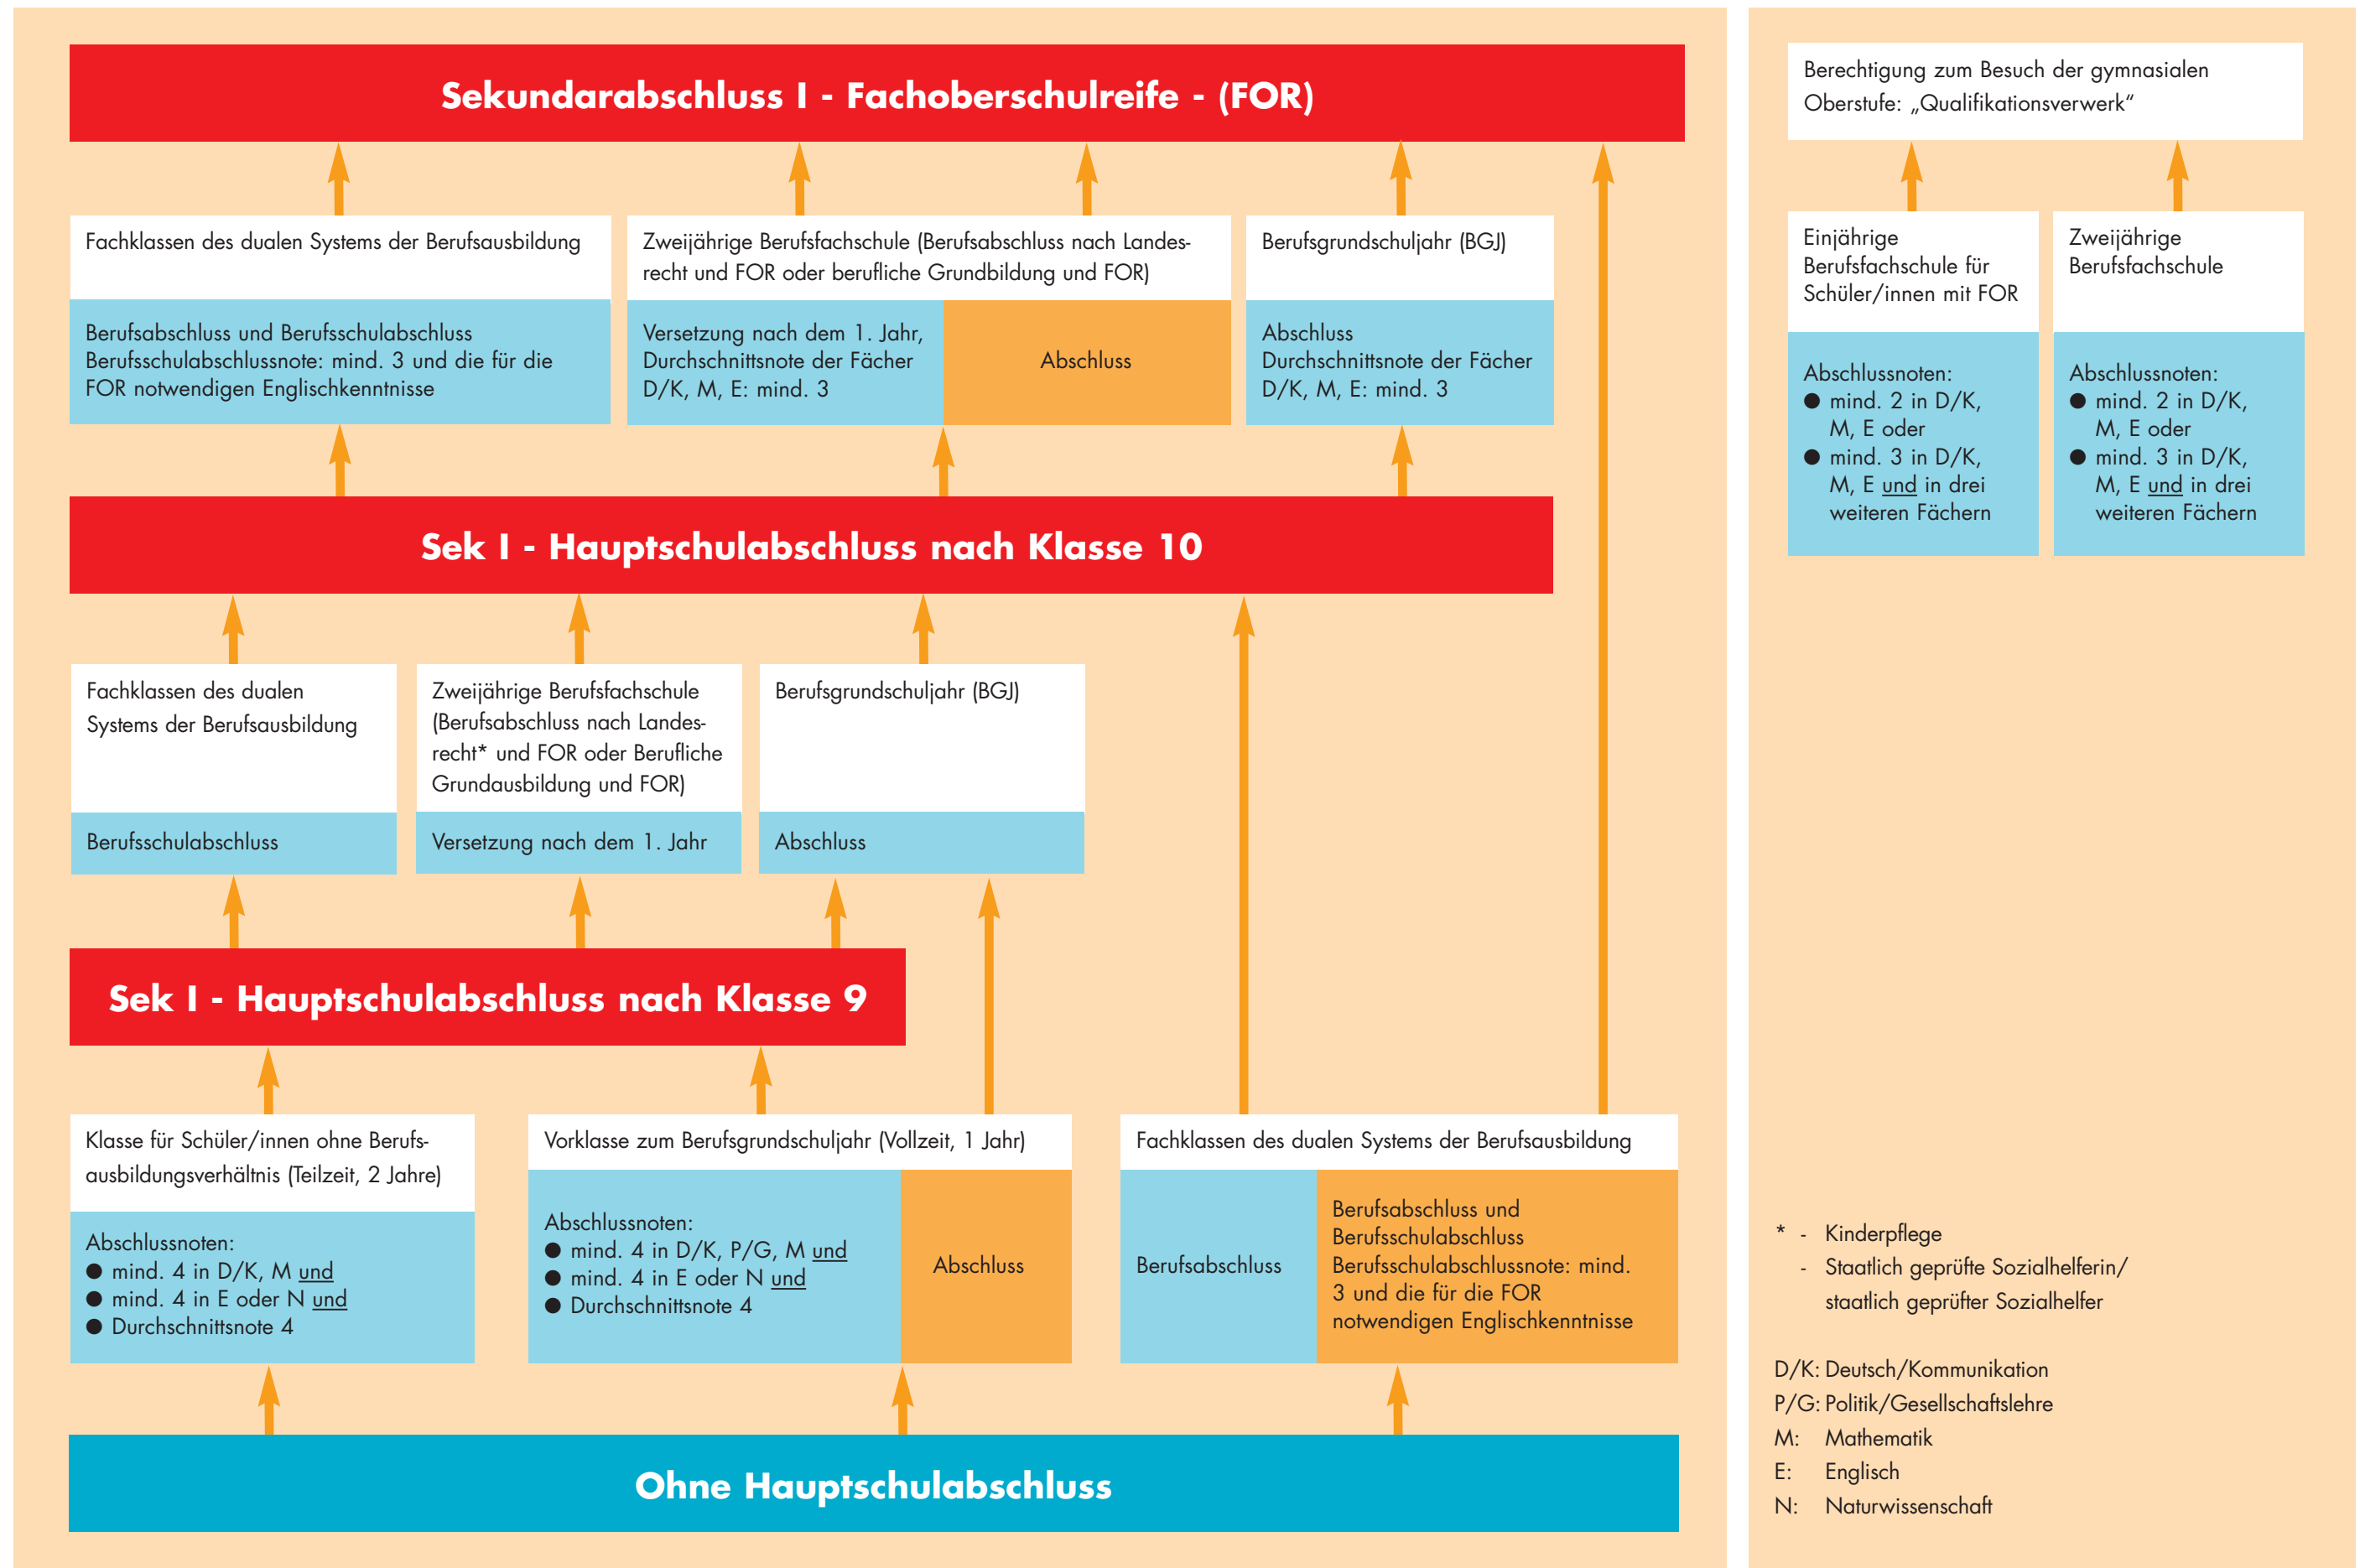 Sekundarabschluss I - Fachoberschulreife - (FOR)
Fachklassen des dualen Systems der Berufsausbildung
Berufsabschluss und Berufsschulabschluss
Berufsschulabschlussnote: mind. 3 und die für die
FOR notwendigen Englischkenntnisse
Zweijährige Berufsfachschule (Berufsabschluss nach Landes-
recht und FOR oder berufliche Grundbildung und FOR)
Versetzung nach dem 1. Jahr,
Durchschnittsnote der Fächer
D/K, M, E: mind. 3
Abschluss
Berufsgrundschuljahr (BGJ)
Abschluss
Durchschnittsnote der Fächer
D/K, M, E: mind. 3
Sek I - Hauptschulabschluss nach Klasse 10
Fachklassen des dualen
Systems der Berufsausbildung
Berufsschulabschluss
Zweijährige Berufsfachschule
(Berufsabschluss nach Landes-
recht* und FOR oder Berufliche
Grundausbildung und FOR)
Versetzung nach dem 1. Jahr
Berufsgrundschuljahr (BGJ)
Abschluss
Sek I - Hauptschulabschluss nach Klasse 9
Klasse für Schüler/innen ohne Berufs-
ausbildungsverhältnis (Teilzeit, 2 Jahre)
Abschlussnoten:
● mind. 4 in D/K, M und
● mind. 4 in E oder N und
● Durchschnittsnote 4
Vorklasse zum Berufsgrundschuljahr (Vollzeit, 1 Jahr)
Abschlussnoten:
● mind. 4 in D/K, P/G, M und
● mind. 4 in E oder N und
● Durchschnittsnote 4
Abschluss
Fachklassen des dualen Systems der Berufsausbildung
Berufsabschluss
Berufsabschluss und
Berufsschulabschluss
Berufsschulabschlussnote: mind.
3 und die für die FOR
notwendigen Englischkenntnisse
Ohne Hauptschulabschluss
Berechtigung zum Besuch der gymnasialen
Oberstufe: „Qualifikationsverwerk“
Einjährige
Berufsfachschule für
Schüler/innen mit FOR
Abschlussnoten:
● mind. 2 in D/K,
M, E oder
● mind. 3 in D/K,
M, E und in drei
weiteren Fächern
Zweijährige
Berufsfachschule
Abschlussnoten:
● mind. 2 in D/K,
M, E oder
● mind. 3 in D/K,
M, E und in drei
weiteren Fächern
* - Kinderpflege
- Staatlich geprüfte Sozialhelferin/
staatlich geprüfter Sozialhelfer
D/K: Deutsch/Kommunikation
P/G: Politik/Gesellschaftslehre
M: Mathematik
E: Englisch
N: Naturwissenschaft